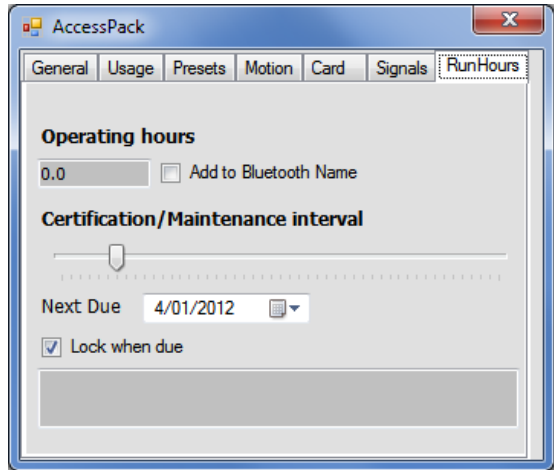 AccessPack
General Usage Presets Motion Card Signals RunHours
Operating hours
0.0 Add to Bluetooth Name
Certification/Maintenance interval
Next Due 4/01/2012
Lock when due